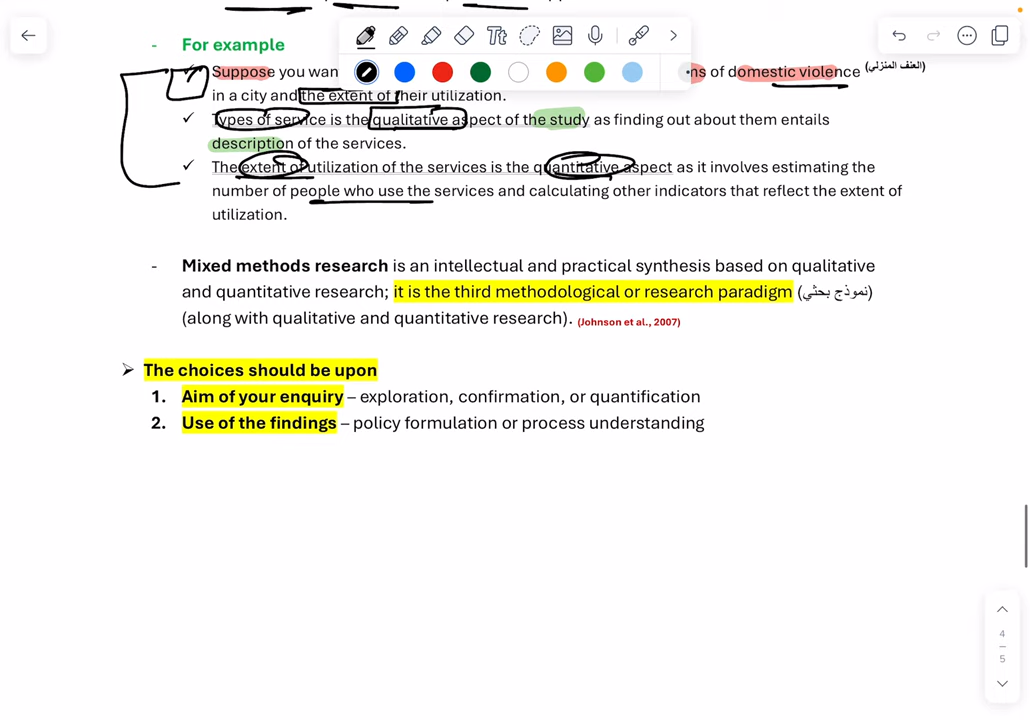 - For example
✓ Suppose you wan ns of domestic violence (العنف المنزلي)
in a city and the extent of their utilization.
✓ Types of service is the qualitative aspect of the study as finding out about them entails
description of the services.
✓ The extent of utilization of the services is the quantitative aspect as it involves estimating the
number of people who use the services and calculating other indicators that reflect the extent of
utilization.
- Mixed methods research is an intellectual and practical synthesis based on qualitative
and quantitative research; it is the third methodological or research paradigm (نموذج بحثي)
(along with qualitative and quantitative research). (Johnson et al., 2007)
➢ The choices should be upon
1. Aim of your enquiry – exploration, confirmation, or quantification
2. Use of the findings – policy formulation or process understanding
4
–
5